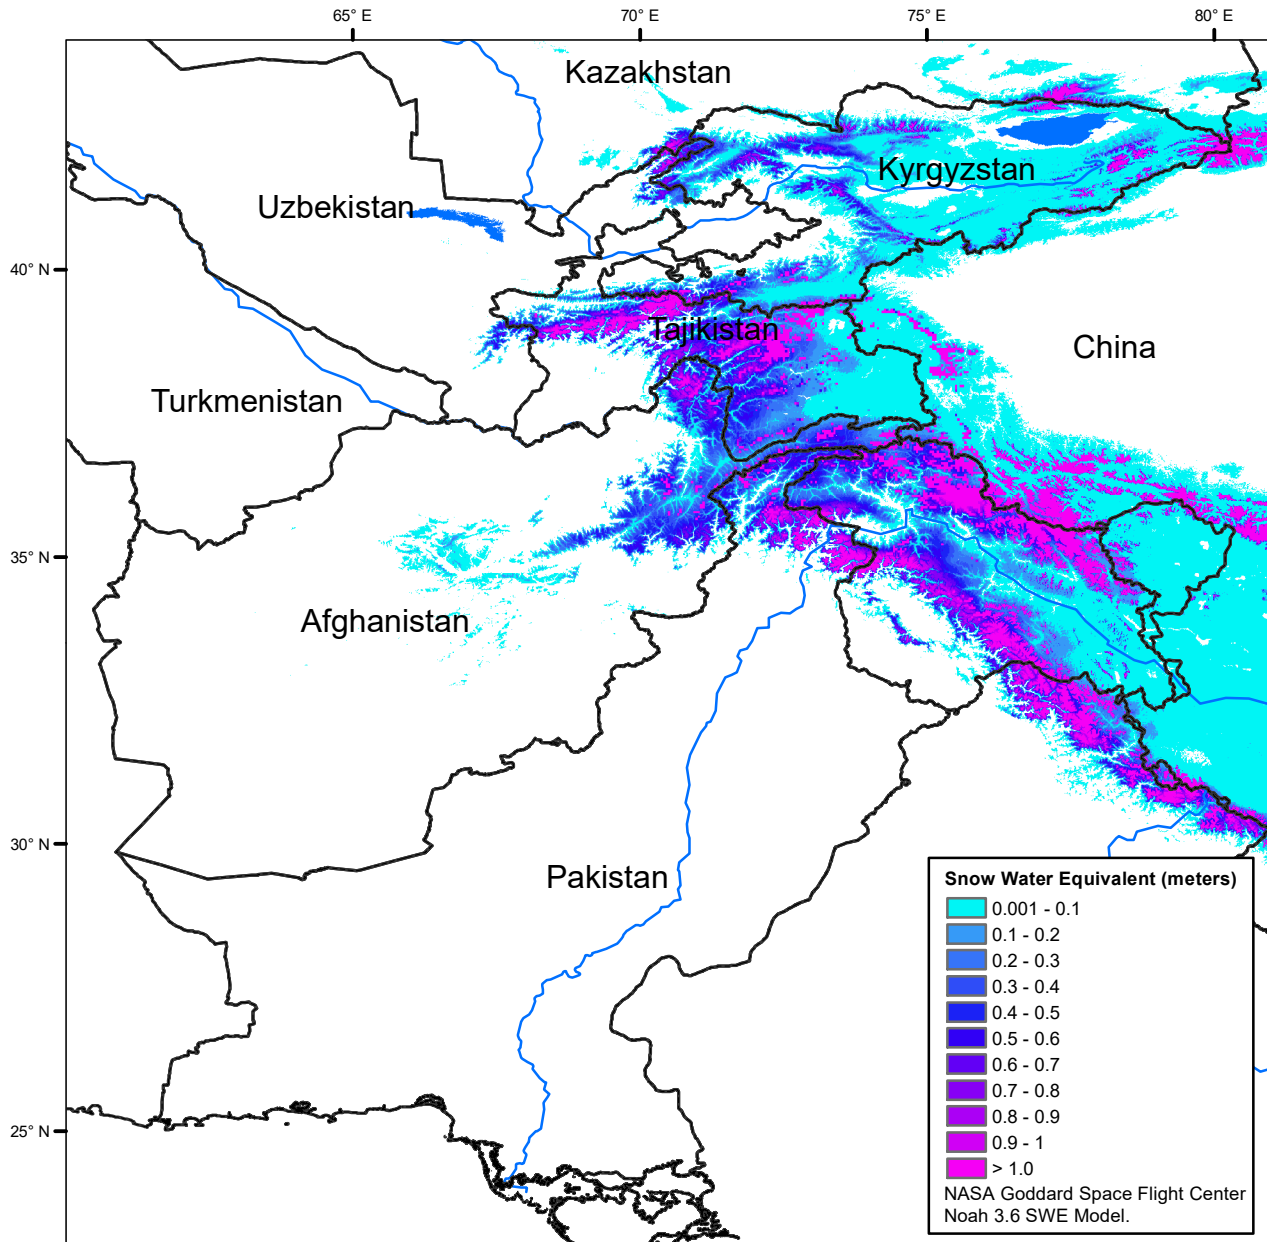 65° E
70° E
75° E
80° E
Kazakhstan
Kyrgyzstan
Uzbekistan
40° N
Tajikistan
China
Turkmenistan
35° N
Afghanistan
30° N
Pakistan
25° N
Snow Water Equivalent (meters)
0.001 - 0.1
0.1 - 0.2
0.2 - 0.3
0.3 - 0.4
0.4 - 0.5
0.5 - 0.6
0.6 - 0.7
0.7 - 0.8
0.8 - 0.9
0.9 - 1
> 1.0
NASA Goddard Space Flight Center
Noah 3.6 SWE Model.